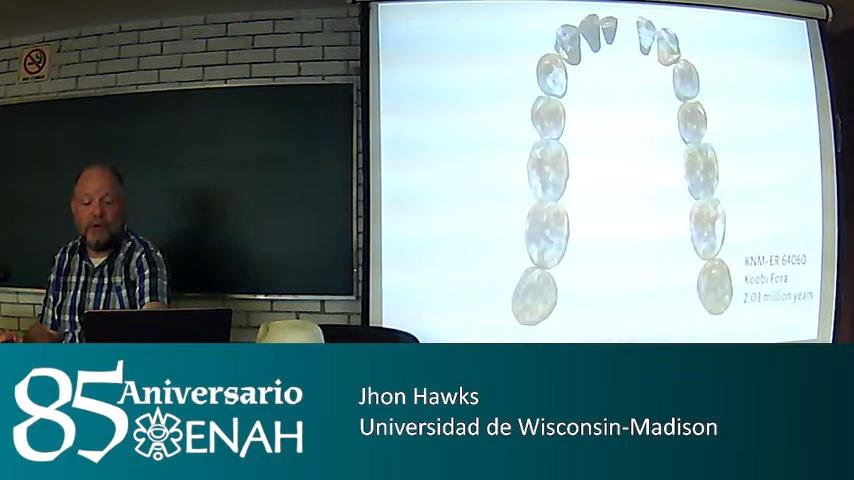 KNM-ER 64060
Koobi Fora
2.03 million years
85 Aniversario
ENAH
Jhon Hawks
Universidad de Wisconsin-Madison